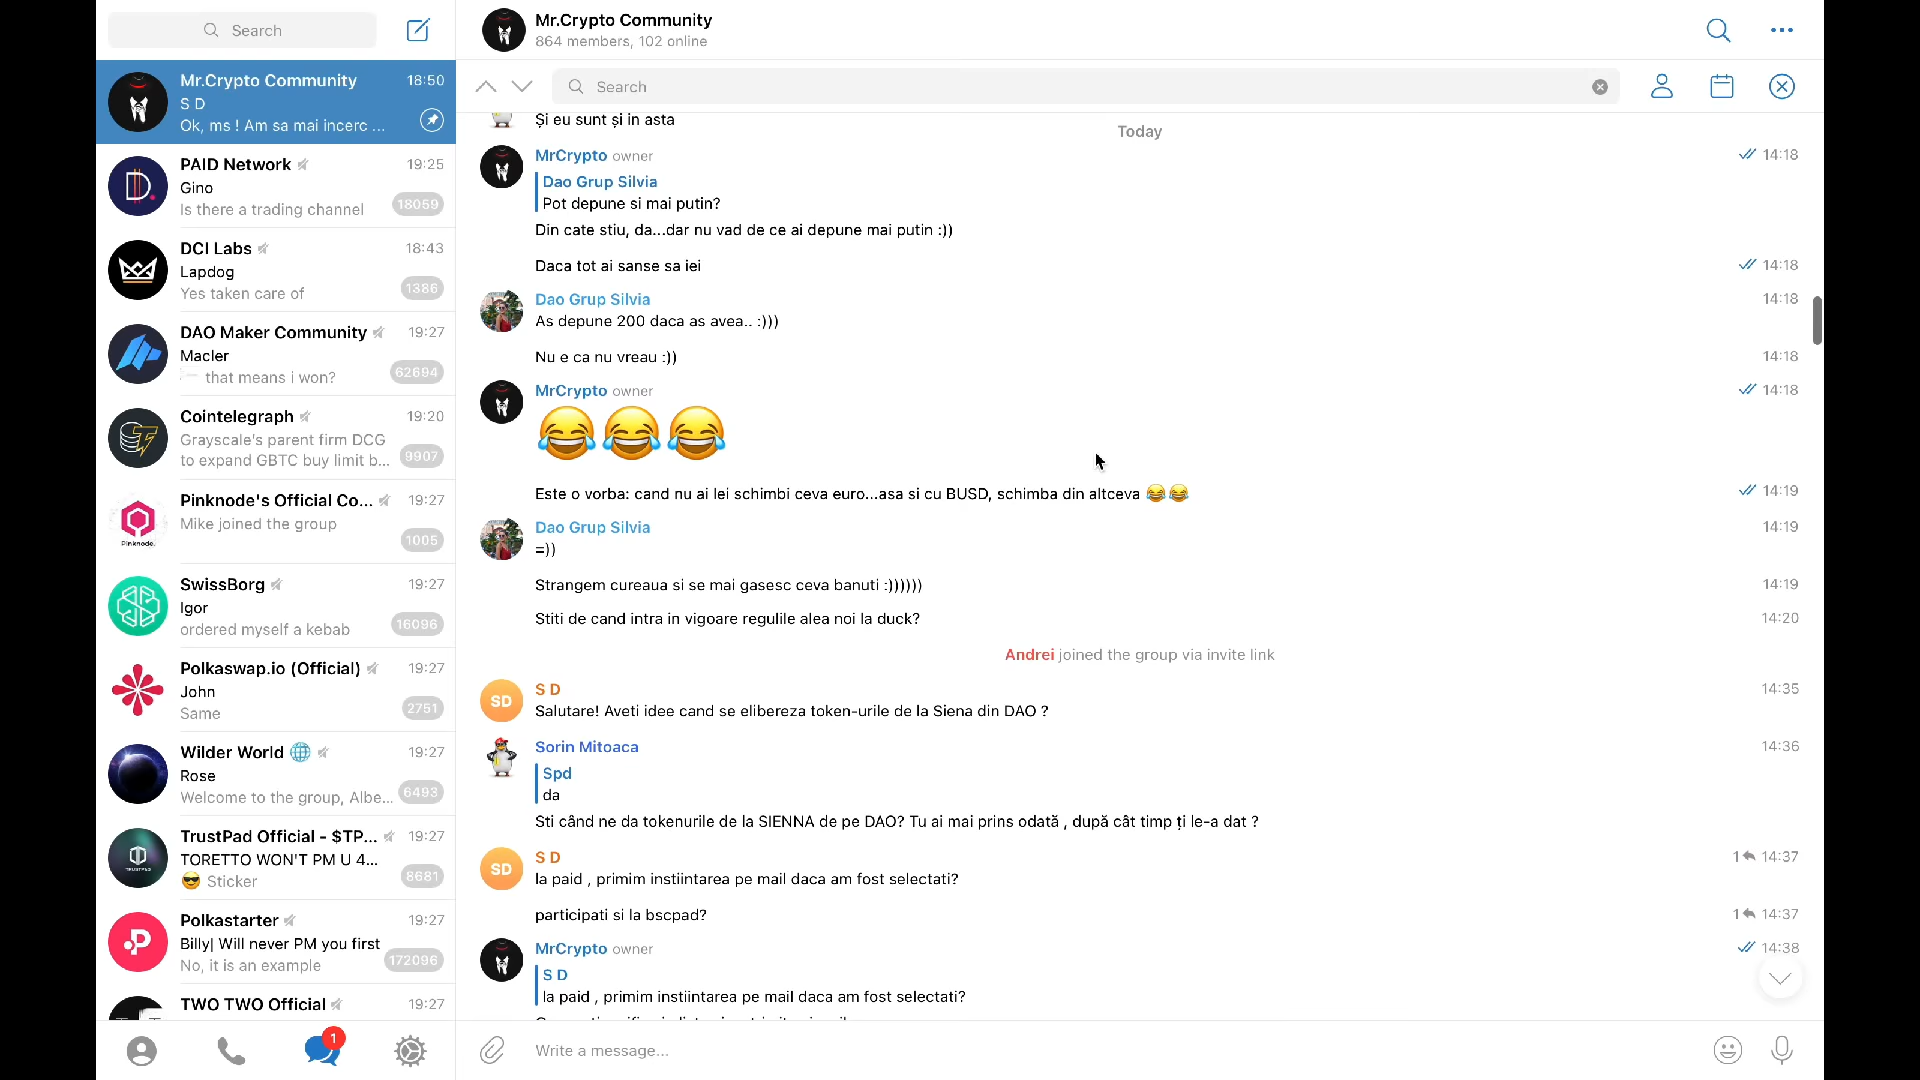 Search
Mr.Crypto Community
18:50
S D
Ok, ms ! Am sa mai incerc ...
PAID Network
19:25
Gino
Is there a trading channel
18059
DCI Labs
18:43
Lapdog
Yes taken care of
1386
DAO Maker Community
19:27
Macler
that means i won?
62694
Cointelegraph
19:20
Grayscale's parent firm DCG
to expand GBTC buy limit b...
9907
Pinknode's Official Co...
19:27
Mike joined the group
1005
Pinknode.
SwissBorg
19:27
Igor
ordered myself a kebab
16096
Polkaswap.io (Official)
19:27
John
Same
2751
Wilder World 🌐
19:27
Rose
Welcome to the group, Albe...
6493
TrustPad Official - $TP...
19:27
TORETTO WON'T PM U 4...
😎 Sticker
8681
TRUSTPAD
Polkastarter
19:27
Billy| Will never PM you first
No, it is an example
172096
TWO TWO Official
19:27
1
Mr.Crypto Community
864 members, 102 online
Search
Și eu sunt și in asta
Today
MrCrypto owner
14:18
Dao Grup Silvia
Pot depune si mai putin?
Din cate stiu, da...dar nu vad de ce ai depune mai putin :))
Daca tot ai sanse sa iei
14:18
Dao Grup Silvia
14:18
As depune 200 daca as avea.. :)))
Nu e ca nu vreau :))
14:18
MrCrypto owner
14:18
😂😂😂
Este o vorba: cand nu ai lei schimbi ceva euro...asa si cu BUSD, schimba din altceva 😂😂
14:19
Dao Grup Silvia
14:19
=))
Strangem cureaua si se mai gasesc ceva banuti :))))))
14:19
Stiti de cand intra in vigoare regulile alea noi la duck?
14:20
Andrei joined the group via invite link
SD
S D
14:35
Salutare! Aveti idee cand se elibereza token-urile de la Siena din DAO ?
Sorin Mitoaca
14:36
Spd
da
Sti când ne da tokenurile de la SIENNA de pe DAO? Tu ai mai prins odată , după cât timp ți le-a dat ?
SD
S D
1 14:37
la paid , primim instiintarea pe mail daca am fost selectati?
participati si la bscpad?
1 14:37
MrCrypto owner
14:38
S D
la paid , primim instiintarea pe mail daca am fost selectati?
Write a message...